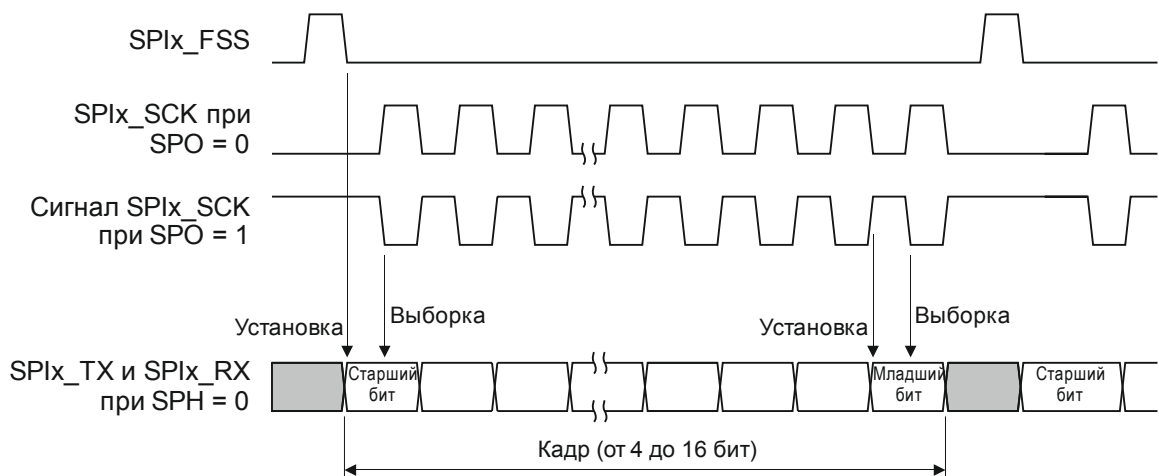 SPIx_FSS
SPIx_SCK при
SPO = 0
Сигнал SPIx_SCK
при SPO = 1
Установка
Выборка
Установка
Выборка
SPIx_TX и SPIx_RX
при SPH = 0
Старший
бит
Младший
бит
Старший
бит
Кадр (от 4 до 16 бит)